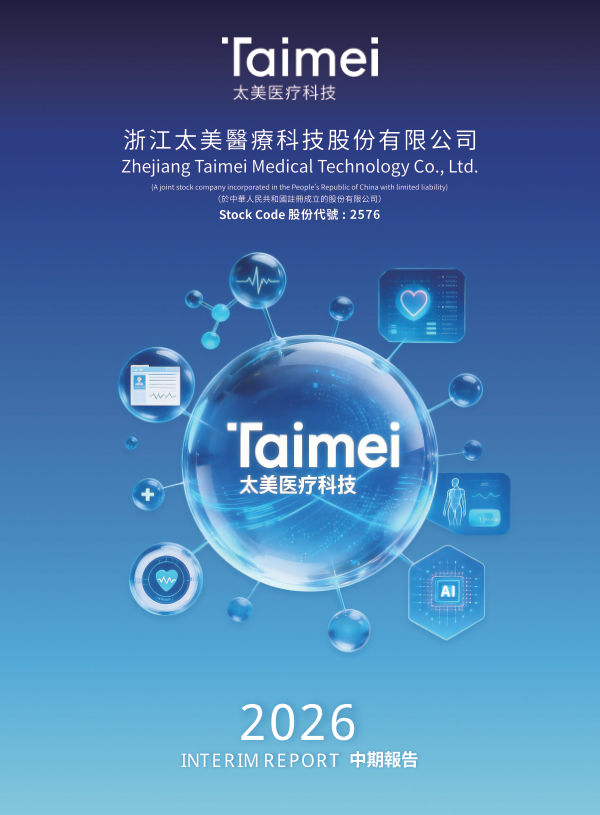 Taimei
太美医疗科技
浙江太美醫療科技股份有限公司
Zhejiang Taimei Medical Technology Co., Ltd.
(A joint stock company incorporated in the People's Republic of China with limited liability)
（於中華人民共和國註冊成立的股份有限公司）
Stock Code 股份代號：2576
Taimei
太美医疗科技
AI
2026
INTERIM REPORT 中期報告